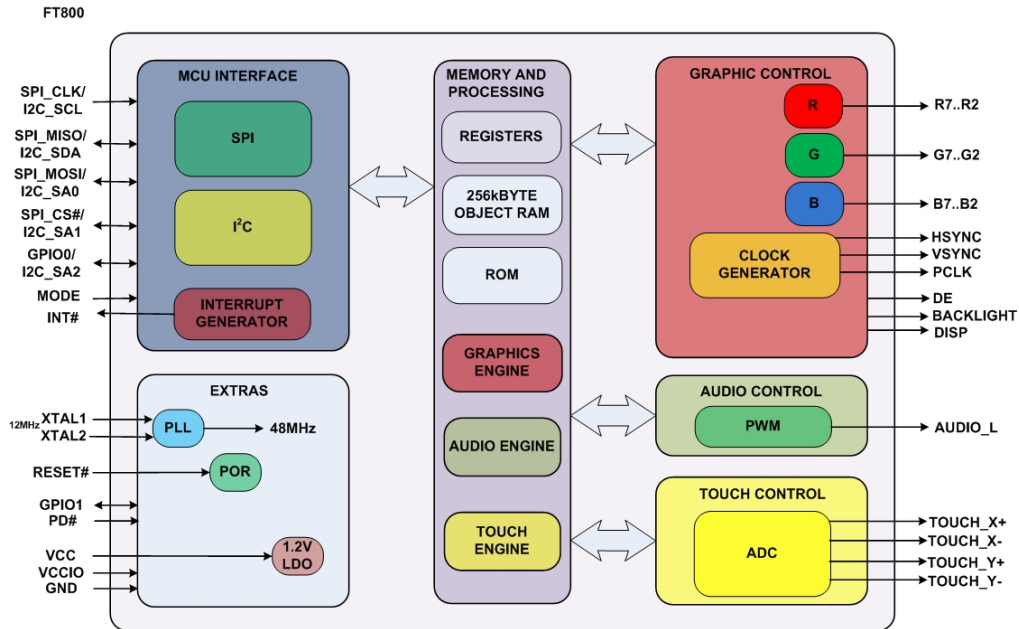 FT800
MCU INTERFACE
SPI_CLK/
I2C_SCL
SPI_MISO/
I2C_SDA
SPI_MOSI/
I2C_SA0
SPI_CS#/
I2C_SA1
GPIO0/
I2C_SA2
MODE
INT#
SPI
I²C
INTERRUPT
GENERATOR
EXTRAS
12MHz
XTAL1
XTAL2
PLL
48MHz
RESET#
POR
GPIO1
PD#
VCC
VCCIO
GND
1.2V
LDO
MEMORY AND
PROCESSING
REGISTERS
256kBYTE
OBJECT RAM
ROM
GRAPHICS
ENGINE
AUDIO ENGINE
TOUCH
ENGINE
GRAPHIC CONTROL
R
R7..R2
G
G7..G2
B
B7..B2
CLOCK
GENERATOR
HSYNC
VSYNC
PCLK
DE
BACKLIGHT
DISP
AUDIO CONTROL
PWM
AUDIO_L
TOUCH CONTROL
ADC
TOUCH_X+
TOUCH_X-
TOUCH_Y+
TOUCH_Y-